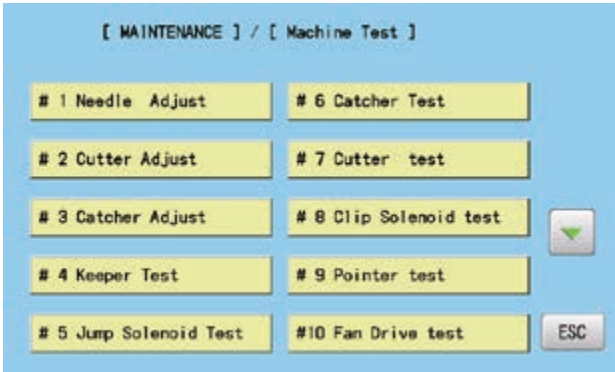 [ MAINTENANCE ] / [ Machine Test ]
# 1 Needle Adjust
# 2 Cutter Adjust
# 3 Catcher Adjust
# 4 Keeper Test
# 5 Jump Solenoid Test
# 6 Catcher Test
# 7 Cutter test
# 8 Clip Solenoid test
# 9 Pointer test
#10 Fan Drive test
ESC